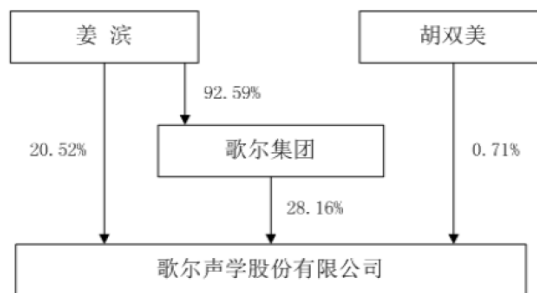 姜 滨
胡双美
92.59%
20.52%
歌尔集团
0.71%
28.16%
歌尔声学股份有限公司